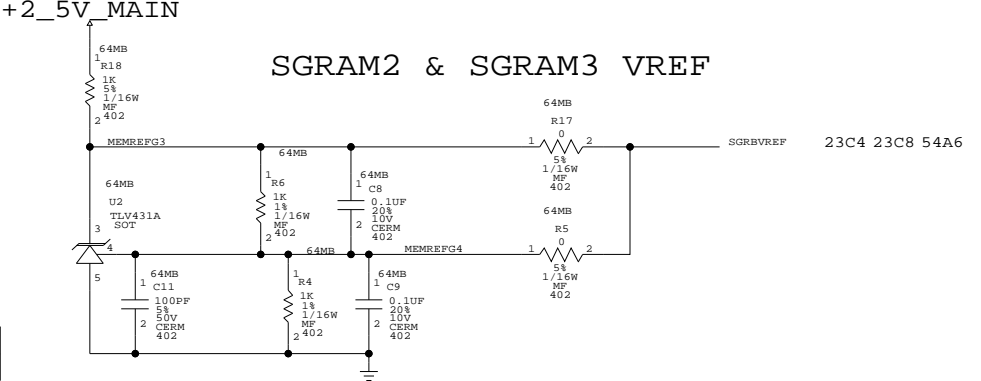 +2_5V_MAIN
SGRAM2 & SGRAM3 VREF
64MB
1
R18
1K
5%
1/16W
MF
402
2
MEMREFG3
64MB
64MB
R17
0
1
2
5%
1/16W
MF
402
SGRBVREF
23C4 23C8 54A6
64MB
U2
TLV431A
SOT
3
4
5
1
R6
1K
1%
1/16W
MF
402
2
64MB
1
C8
0.1UF
20%
10V
CERM
402
2
64MB
R5
0
1
2
5%
1/16W
MF
402
64MB
MEMREFG4
64MB
1
C11
100PF
5%
50V
CERM
402
2
1
R4
1K
1%
1/16W
MF
402
2
64MB
1
C9
0.1UF
20%
10V
CERM
402
2